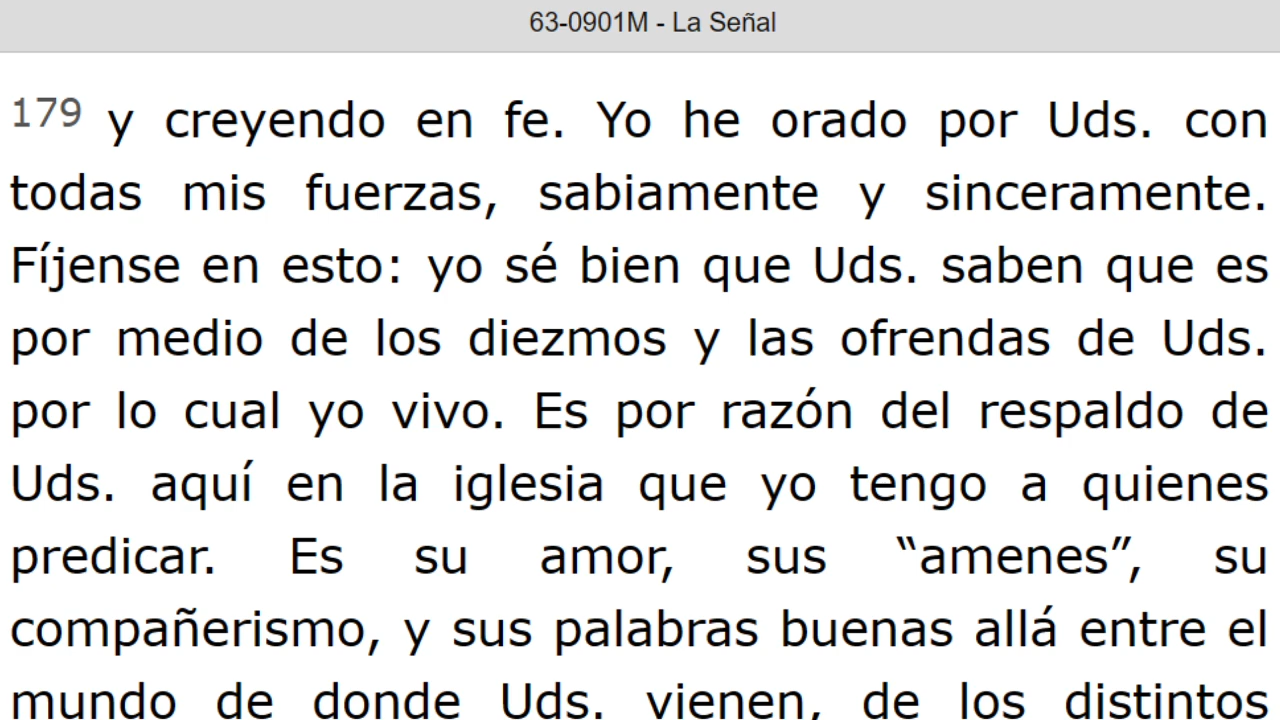 63-0901M - La Señal
179 y creyendo en fe. Yo he orado por Uds. con
todas mis fuerzas, sabiamente y sinceramente.
Fíjense en esto: yo sé bien que Uds. saben que es
por medio de los diezmos y las ofrendas de Uds.
por lo cual yo vivo. Es por razón del respaldo de
Uds. aquí en la iglesia que yo tengo a quienes
predicar. Es su amor, sus “amenes”, su
compañerismo, y sus palabras buenas allá entre el
mundo de donde Uds. vienen, de los distintos